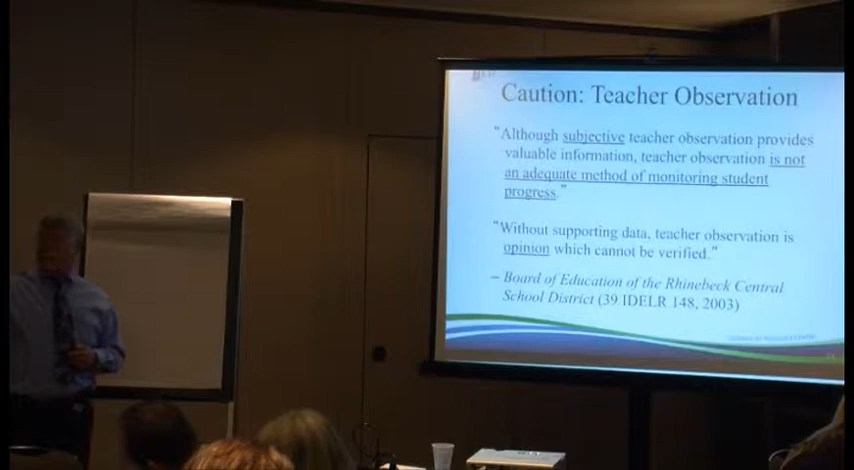 Caution: Teacher Observation
"Although subjective teacher observation provides
valuable information, teacher observation is not
an adequate method of monitoring student
progress."
"Without supporting data, teacher observation is
opinion which cannot be verified."
– Board of Education of the Rhinebeck Central
School District (39 IDELR 148, 2003)